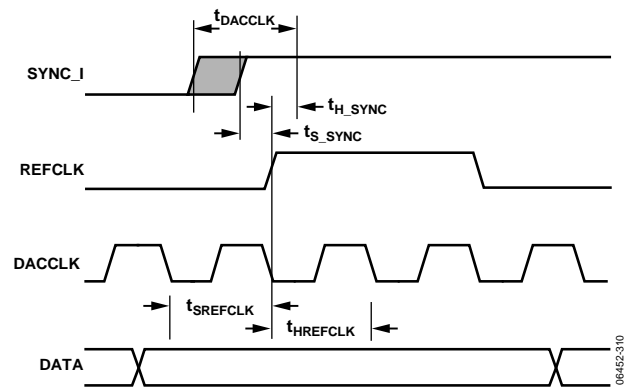 tDACCLK
SYNC_I
tH_SYNC
tS_SYNC
REFCLK
DACCLK
tSREFCLK
tHREFCLK
DATA
06452-310